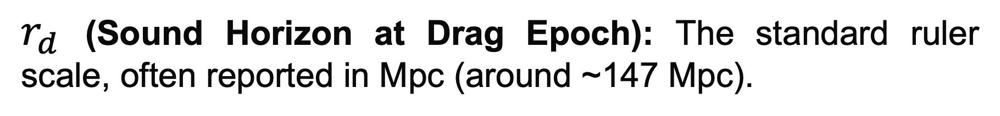 r_d (Sound Horizon at Drag Epoch): The standard ruler
scale, often reported in Mpc (around ~147 Mpc).